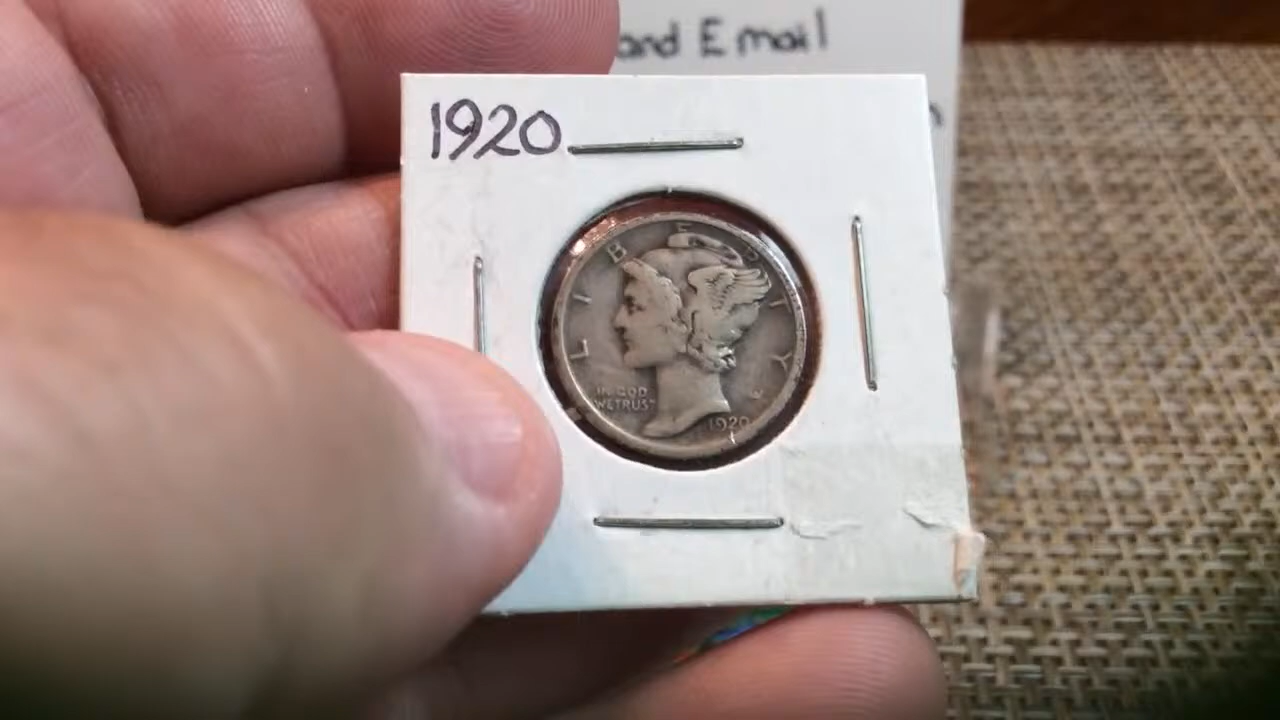 and Email
1920
LIBERTY
IN GOD
WE TRUST
1920